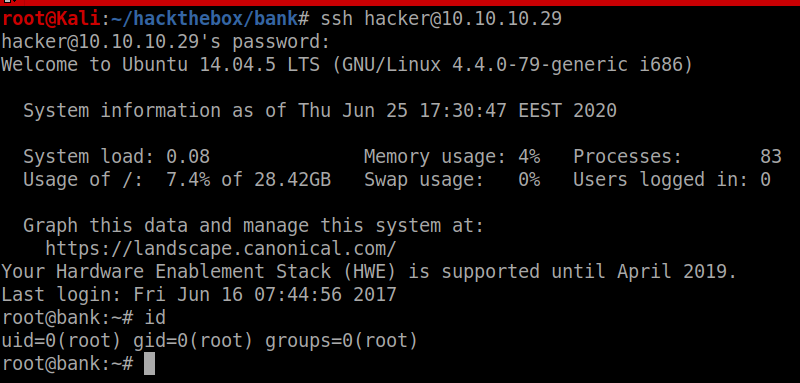 root@Kali:~/hackthebox/bank# ssh hacker@10.10.10.29
hacker@10.10.10.29's password:
Welcome to Ubuntu 14.04.5 LTS (GNU/Linux 4.4.0-79-generic i686)
System information as of Thu Jun 25 17:30:47 EEST 2020
System load: 0.08 Memory usage: 4% Processes: 83
Usage of /: 7.4% of 28.42GB Swap usage: 0% Users logged in: 0
Graph this data and manage this system at:
https://landscape.canonical.com/
Your Hardware Enablement Stack (HWE) is supported until April 2019.
Last login: Fri Jun 16 07:44:56 2017
root@bank:~# id
uid=0(root) gid=0(root) groups=0(root)
root@bank:~#